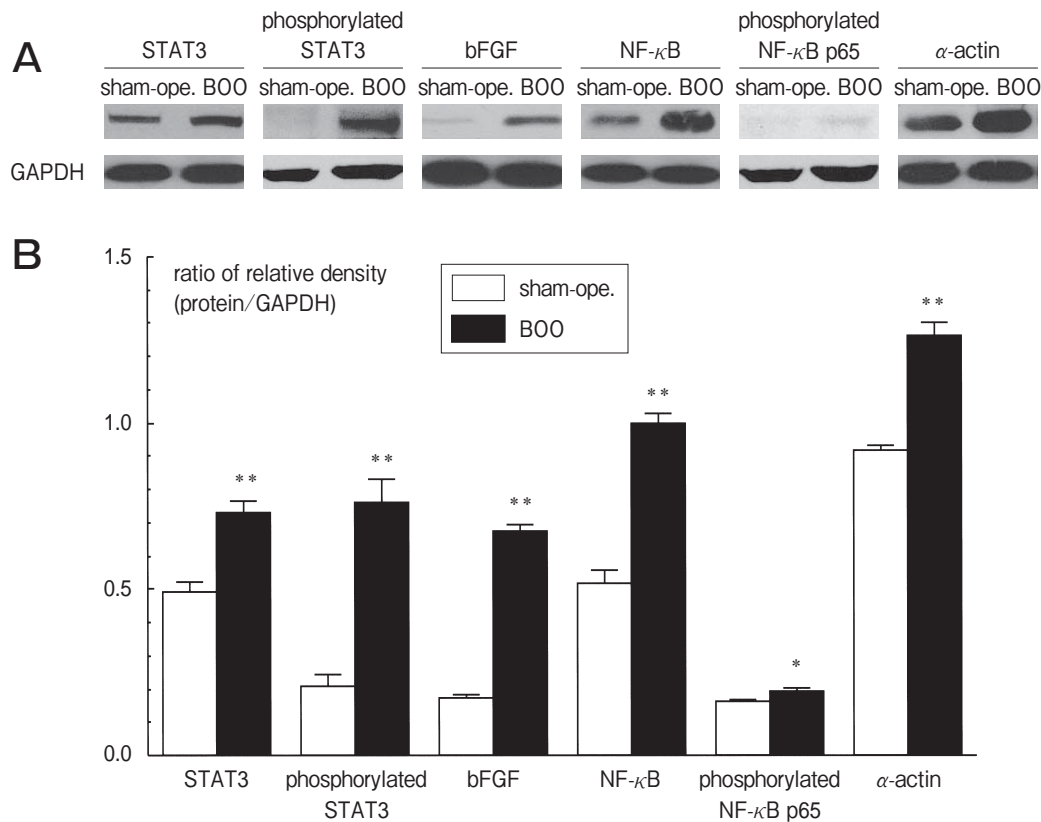 A
STAT3
phosphorylated
STAT3
bFGF
NF-κB
phosphorylated
NF-κB p65
α-actin
sham-ope. BOO sham-ope. BOO sham-ope. BOO sham-ope. BOO sham-ope. BOO sham-ope. BOO
GAPDH
B
1.5
ratio of relative density
(protein/GAPDH)
sham-ope.
BOO
1.0
0.5
0.0
**
**
**
**
*
**
STAT3
phosphorylated
STAT3
bFGF
NF-κB
phosphorylated
NF-κB p65
α-actin